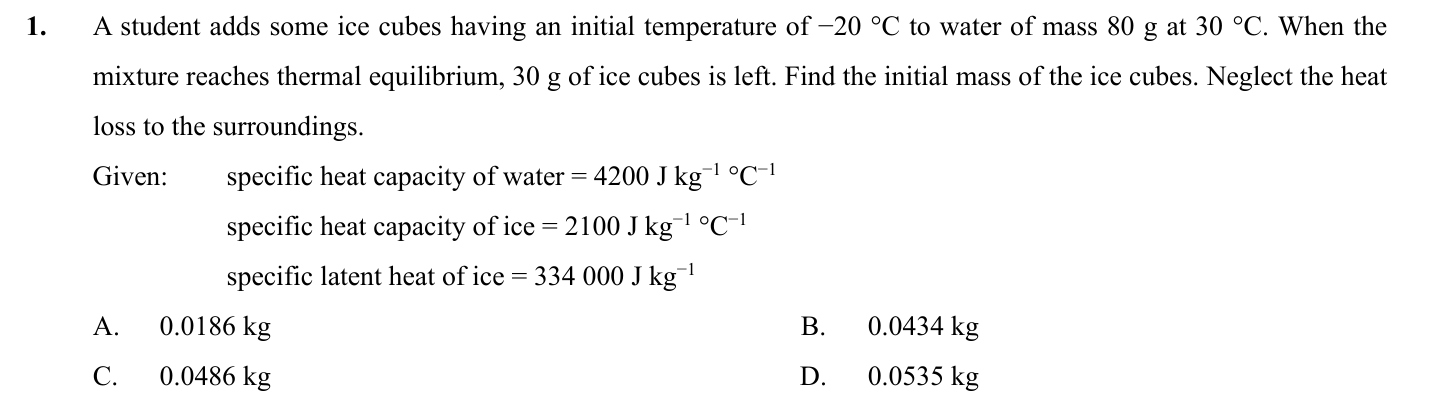 1. A student adds some ice cubes having an initial temperature of −20 °C to water of mass 80 g at 30 °C. When the
mixture reaches thermal equilibrium, 30 g of ice cubes is left. Find the initial mass of the ice cubes. Neglect the heat
loss to the surroundings.
Given: specific heat capacity of water = 4200 J kg⁻¹ °C⁻¹
specific heat capacity of ice = 2100 J kg⁻¹ °C⁻¹
specific latent heat of ice = 334 000 J kg⁻¹
A. 0.0186 kg B. 0.0434 kg
C. 0.0486 kg D. 0.0535 kg